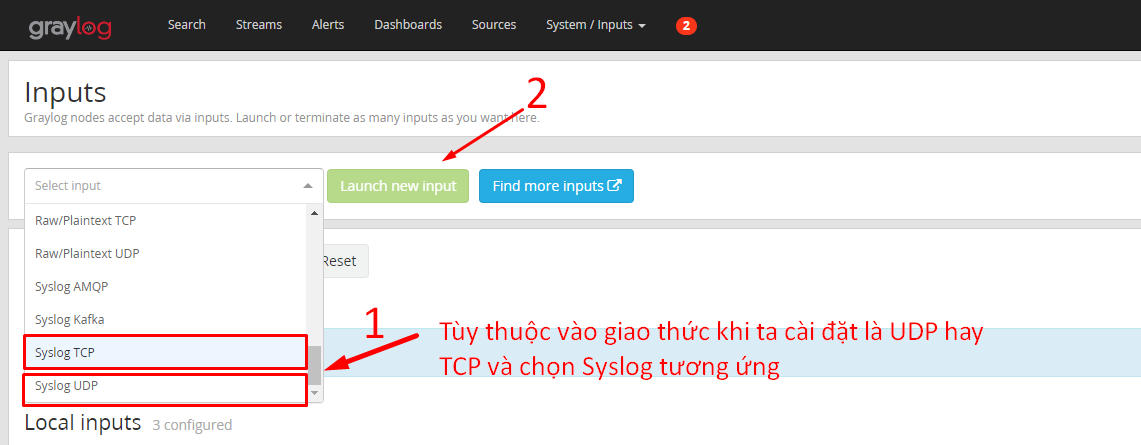 graylog
Search Streams Alerts Dashboards Sources System / Inputs 2
Inputs
Graylog nodes accept data via inputs. Launch or terminate as many inputs as you want here.
2
Select input
Launch new input
Find more inputs
Raw/Plaintext TCP
Raw/Plaintext UDP
Reset
Syslog AMQP
Syslog Kafka
1
Syslog TCP
Syslog UDP
Tùy thuộc vào giao thức khi ta cài đặt là UDP hay
TCP và chọn Syslog tương ứng
Local inputs 3 configured